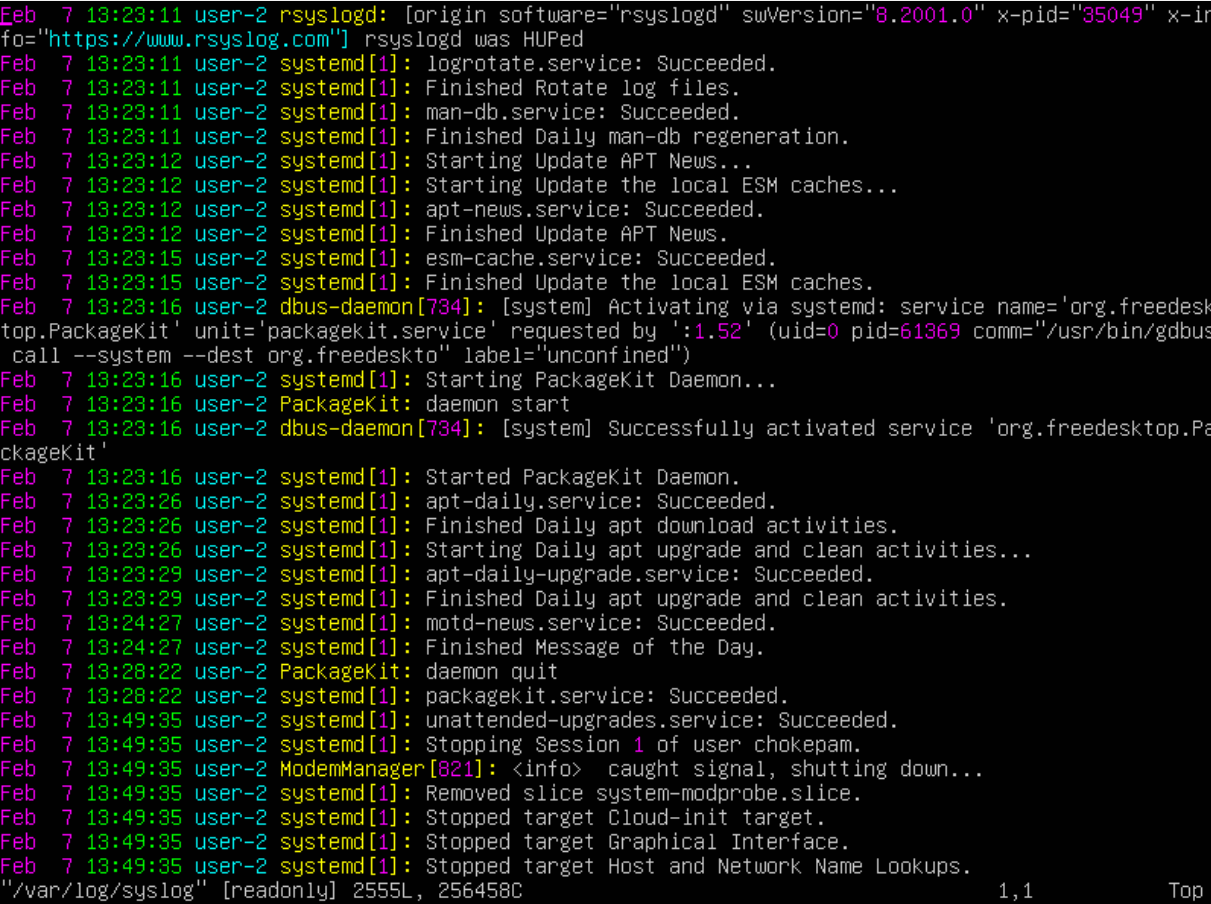 Feb  7 13:23:11 user-2 rsyslogd: [origin software="rsyslogd" swVersion="8.2001.0" x-pid="35049" x-in
fo="https://www.rsyslog.com"] rsyslogd was HUPed
Feb  7 13:23:11 user-2 systemd[1]: logrotate.service: Succeeded.
Feb  7 13:23:11 user-2 systemd[1]: Finished Rotate log files.
Feb  7 13:23:11 user-2 systemd[1]: man-db.service: Succeeded.
Feb  7 13:23:11 user-2 systemd[1]: Finished Daily man-db regeneration.
Feb  7 13:23:12 user-2 systemd[1]: Starting Update APT News...
Feb  7 13:23:12 user-2 systemd[1]: Starting Update the local ESM caches...
Feb  7 13:23:12 user-2 systemd[1]: apt-news.service: Succeeded.
Feb  7 13:23:12 user-2 systemd[1]: Finished Update APT News.
Feb  7 13:23:15 user-2 systemd[1]: esm-cache.service: Succeeded.
Feb  7 13:23:15 user-2 systemd[1]: Finished Update the local ESM caches.
Feb  7 13:23:16 user-2 dbus-daemon[734]: [system] Activating via systemd: service name='org.freedesk
top.PackageKit' unit='packagekit.service' requested by ':1.52' (uid=0 pid=61369 comm="/usr/bin/gdbus
 call --system --dest org.freedeskto" label="unconfined")
Feb  7 13:23:16 user-2 systemd[1]: Starting PackageKit Daemon...
Feb  7 13:23:16 user-2 PackageKit: daemon start
Feb  7 13:23:16 user-2 dbus-daemon[734]: [system] Successfully activated service 'org.freedesktop.Pa
ckageKit'
Feb  7 13:23:16 user-2 systemd[1]: Started PackageKit Daemon.
Feb  7 13:23:26 user-2 systemd[1]: apt-daily.service: Succeeded.
Feb  7 13:23:26 user-2 systemd[1]: Finished Daily apt download activities.
Feb  7 13:23:26 user-2 systemd[1]: Starting Daily apt upgrade and clean activities...
Feb  7 13:23:29 user-2 systemd[1]: apt-daily-upgrade.service: Succeeded.
Feb  7 13:23:29 user-2 systemd[1]: Finished Daily apt upgrade and clean activities.
Feb  7 13:24:27 user-2 systemd[1]: motd-news.service: Succeeded.
Feb  7 13:24:27 user-2 systemd[1]: Finished Message of the Day.
Feb  7 13:28:22 user-2 PackageKit: daemon quit
Feb  7 13:28:22 user-2 systemd[1]: packagekit.service: Succeeded.
Feb  7 13:49:35 user-2 systemd[1]: unattended-upgrades.service: Succeeded.
Feb  7 13:49:35 user-2 systemd[1]: Stopping Session 1 of user chokepam.
Feb  7 13:49:35 user-2 ModemManager[821]: <info>  caught signal, shutting down...
Feb  7 13:49:35 user-2 systemd[1]: Removed slice system-modprobe.slice.
Feb  7 13:49:35 user-2 systemd[1]: Stopped target Cloud-init target.
Feb  7 13:49:35 user-2 systemd[1]: Stopped target Graphical Interface.
Feb  7 13:49:35 user-2 systemd[1]: Stopped target Host and Network Name Lookups.
"/var/log/syslog" [readonly] 2555L, 256458C 1,1 Top